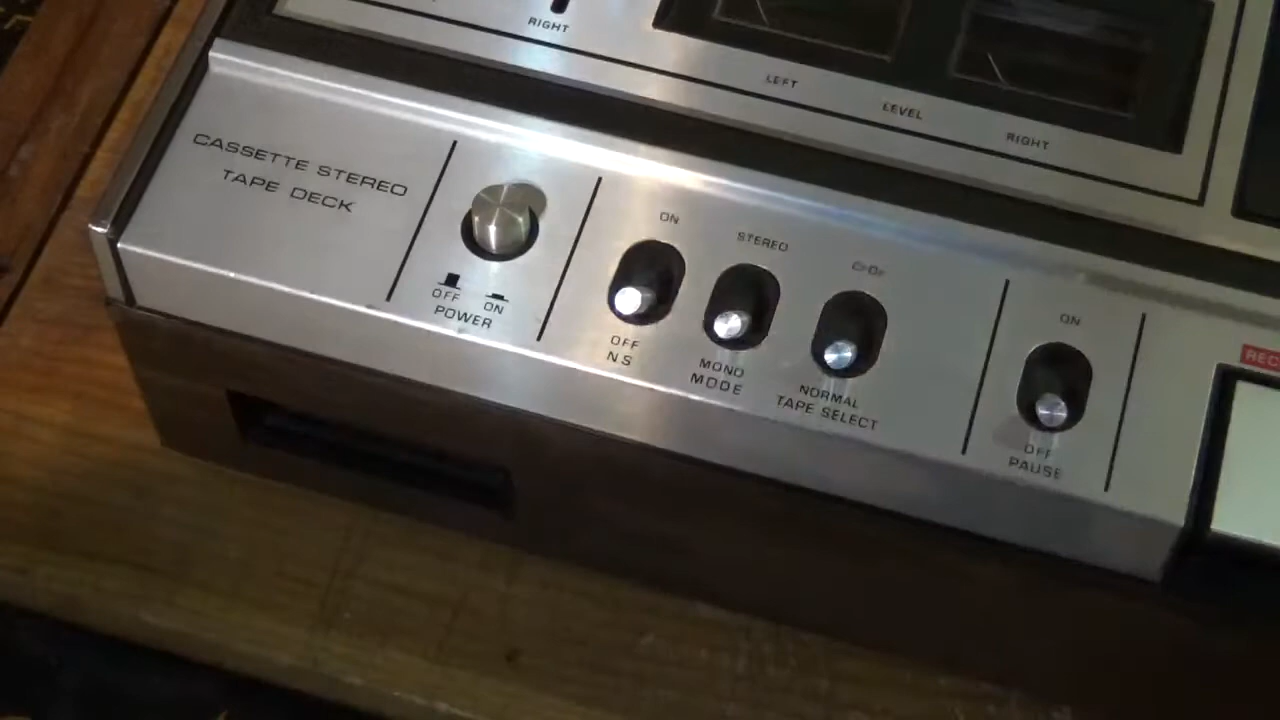 RIGHT
LEFT
LEVEL
RIGHT
CASSETTE STEREO
TAPE DECK
OFF
ON
POWER
ON
OFF
NS
STEREO
MONO
MODE
NORMAL
TAPE SELECT
ON
OFF
PAUSE
REC